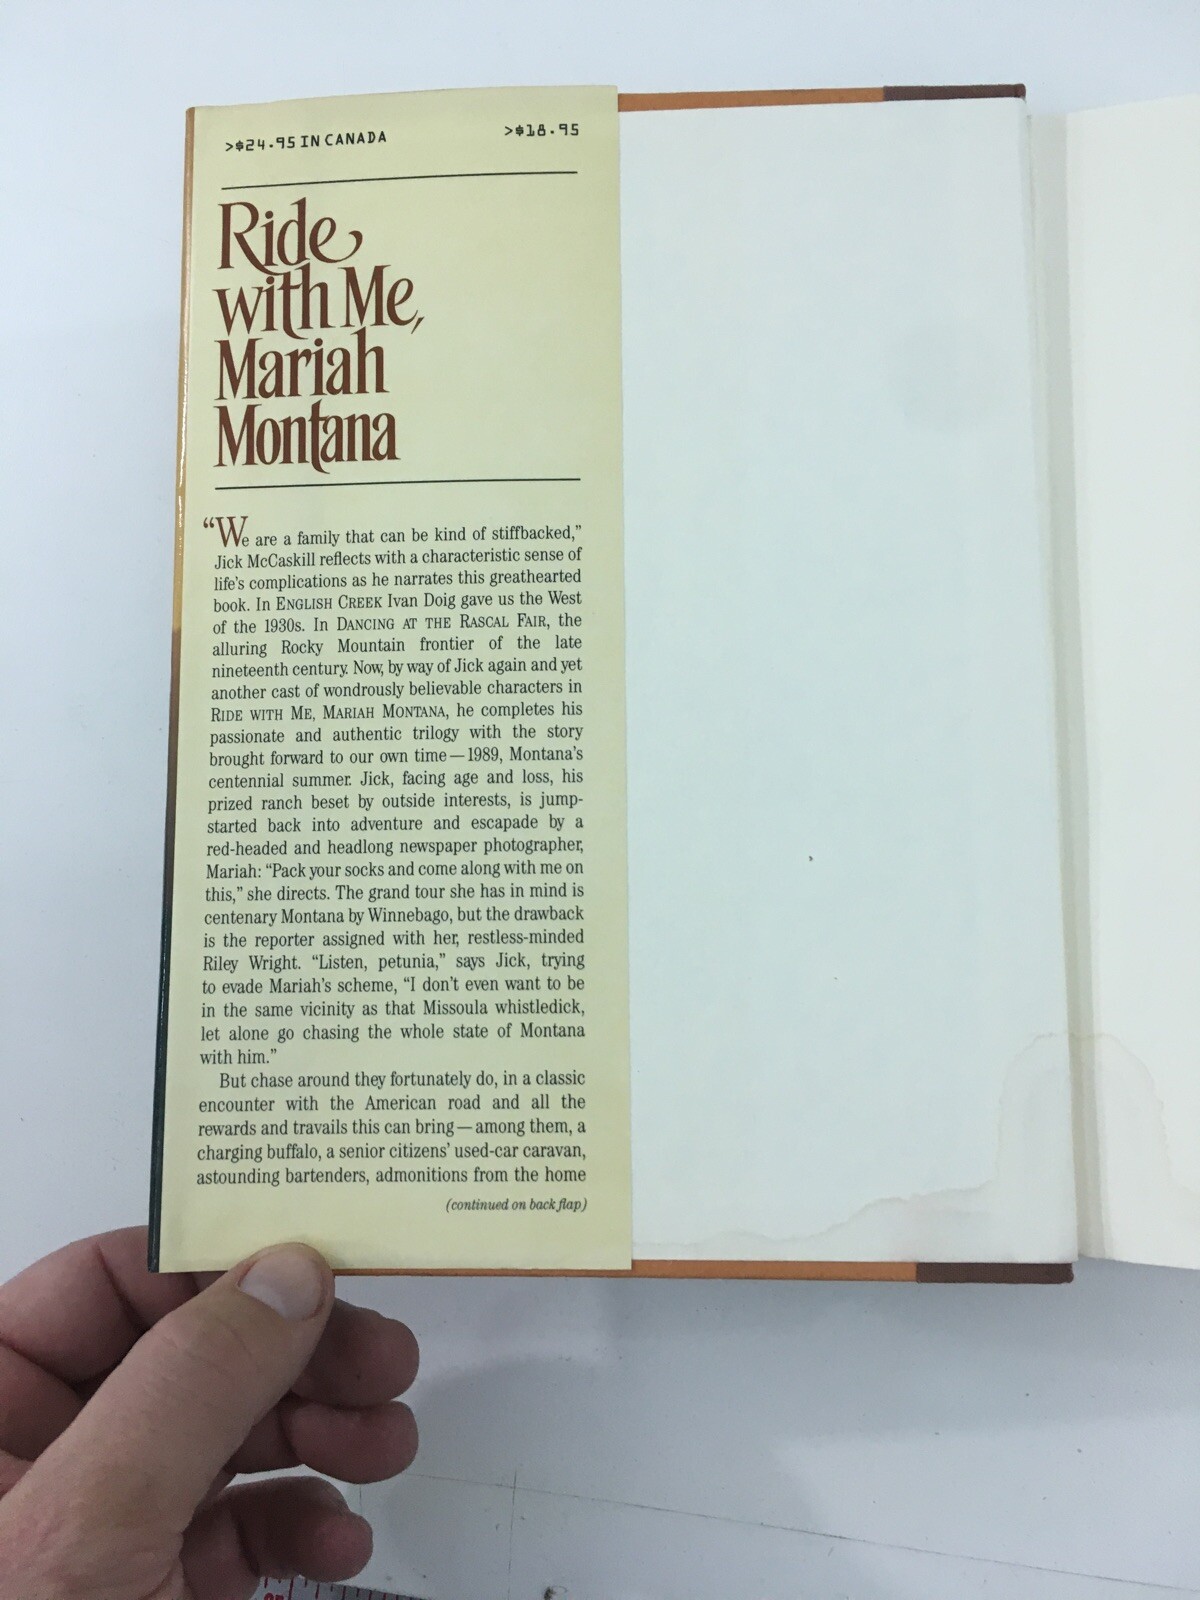 >$24.95 IN CANADA >$18.95
Ride
with Me,
Mariah
Montana
“We are a family that can be kind of stiffbacked,”
Jick McCaskill reflects with a characteristic sense of
life’s complications as he narrates this greathearted
book. In ENGLISH CREEK Ivan Doig gave us the West
of the 1930s. In DANCING AT THE RASCAL FAIR, the
alluring Rocky Mountain frontier of the late
nineteenth century. Now, by way of Jick again and yet
another cast of wondrously believable characters in
RIDE WITH ME, MARIAH MONTANA, he completes his
passionate and authentic trilogy with the story
brought forward to our own time—1989, Montana’s
centennial summer. Jick, facing age and loss, his
prized ranch beset by outside interests, is jump-
started back into adventure and escapade by a
red-headed and headlong newspaper photographer,
Mariah: “Pack your socks and come along with me on
this,” she directs. The grand tour she has in mind is
centenary Montana by Winnebago, but the drawback
is the reporter assigned with her, restless-minded
Riley Wright. “Listen, petunia,” says Jick, trying
to evade Mariah’s scheme, “I don’t even want to be
in the same vicinity as that Missoula whistledick,
let alone go chasing the whole state of Montana
with him.”
But chase around they fortunately do, in a classic
encounter with the American road and all the
rewards and travails this can bring—among them, a
charging buffalo, a senior citizens’ used-car caravan,
astounding bartenders, admonitions from the home
(continued on back flap)